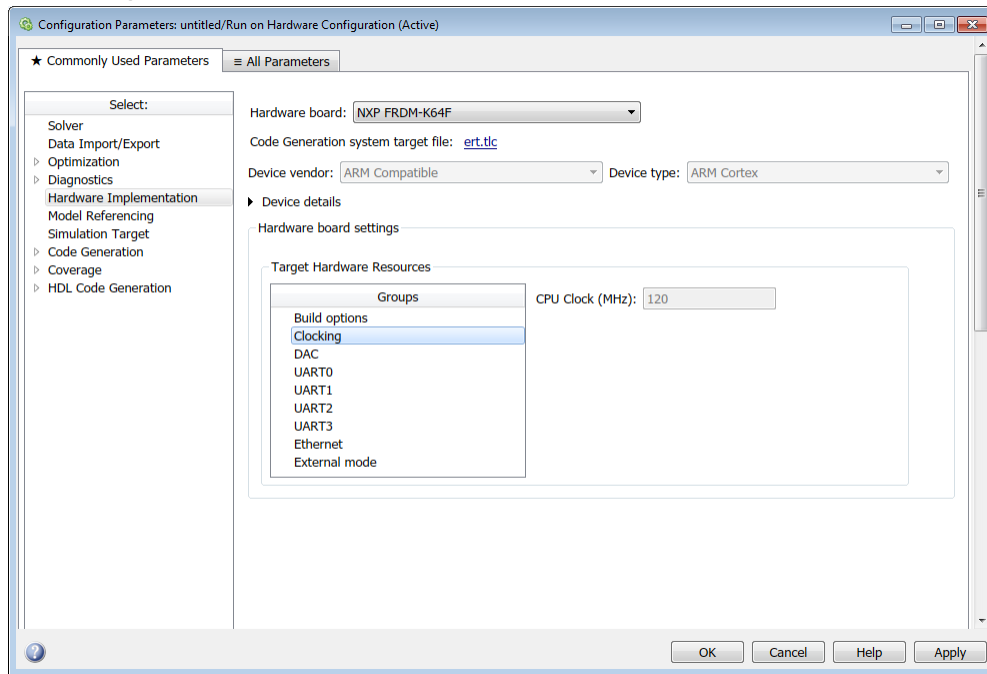 Configuration Parameters: untitled/Run on Hardware Configuration (Active)
★ Commonly Used Parameters
≡ All Parameters
Select:
Solver
Data Import/Export
Optimization
Diagnostics
Hardware Implementation
Model Referencing
Simulation Target
Code Generation
Coverage
HDL Code Generation
Hardware board: NXP FRDM-K64F
Code Generation system target file: ert.tlc
Device vendor: ARM Compatible Device type: ARM Cortex
Device details
Hardware board settings
Target Hardware Resources
Groups
Build options
Clocking
DAC
UART0
UART1
UART2
UART3
Ethernet
External mode
CPU Clock (MHz): 120
OK Cancel Help Apply